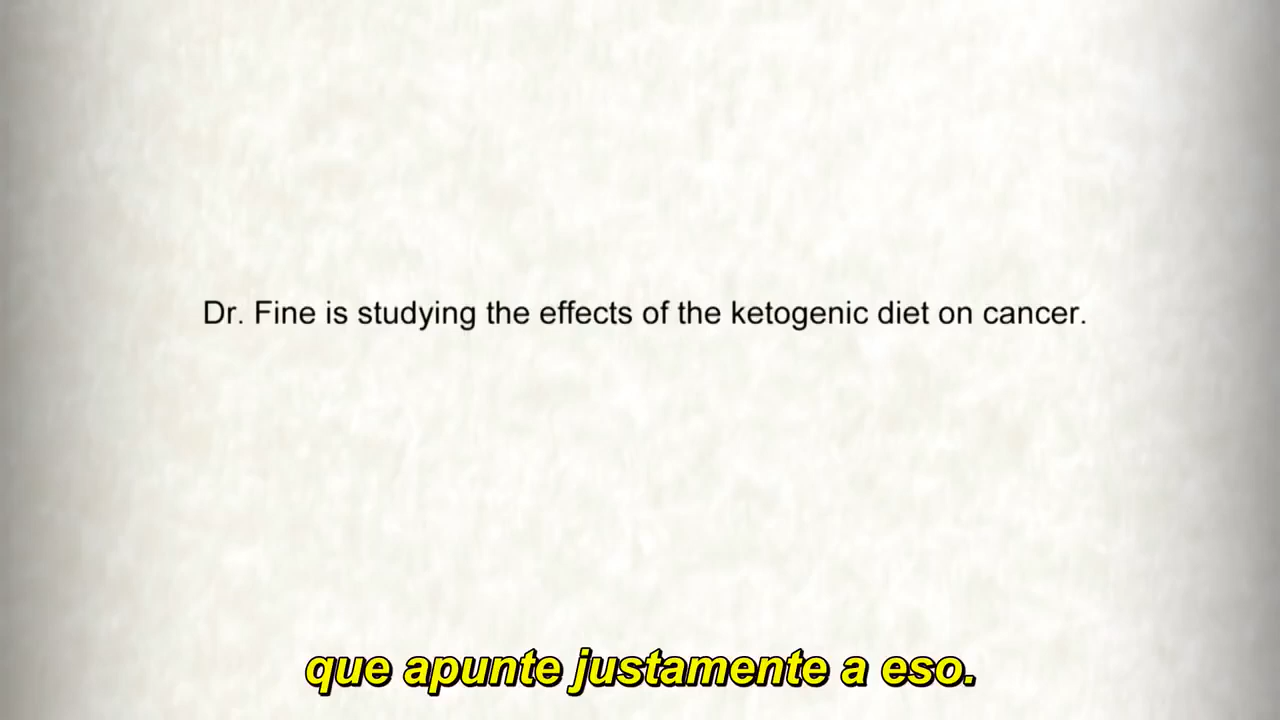 Dr. Fine is studying the effects of the ketogenic diet on cancer.
que apunte justamente a eso.